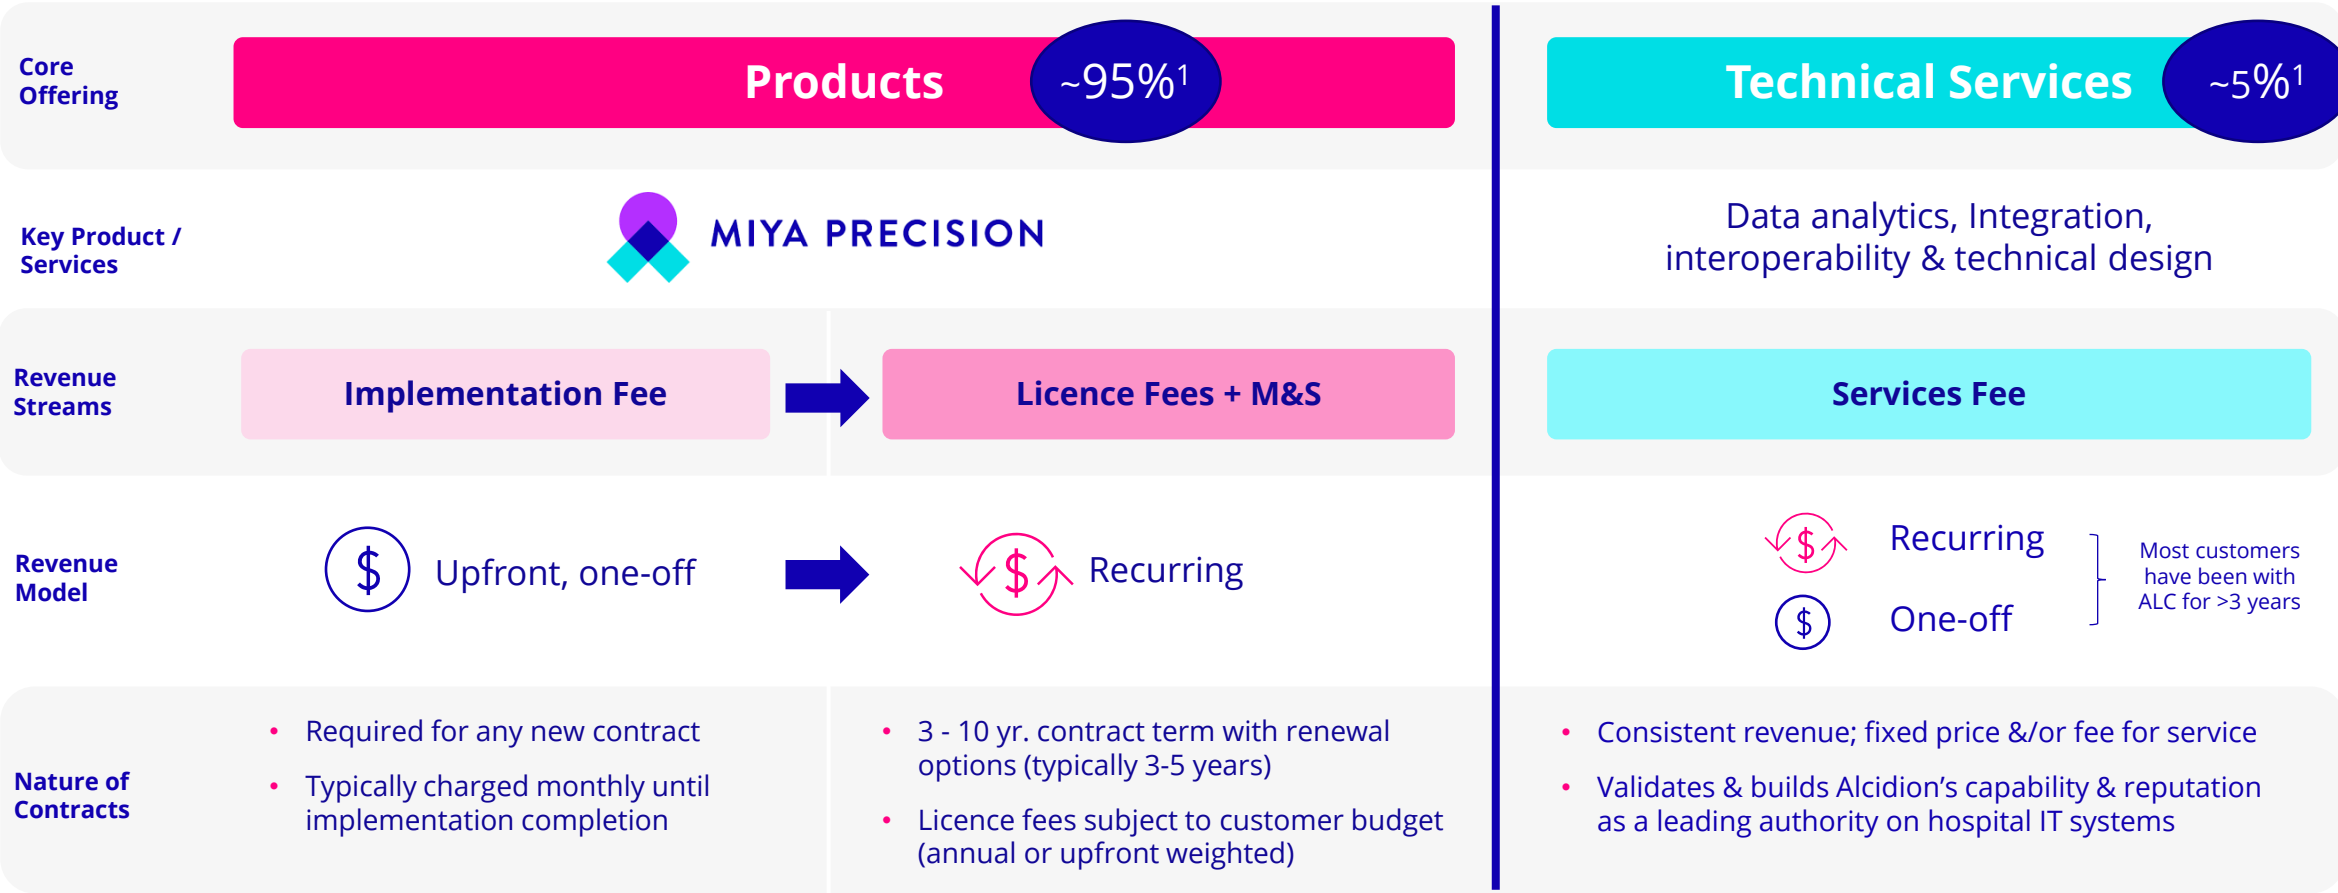 Core
Offering
Products
~95%1
Technical Services
~5%1
Key Product /
Services
MIYA PRECISION
Data analytics, Integration,
interoperability & technical design
Revenue
Streams
Implementation Fee
Licence Fees + M&S
Services Fee
Revenue
Model
$
Upfront, one-off
$
Recurring
$
Recurring
$
One-off
Most customers
have been with
ALC for >3 years
Nature of
Contracts
• Required for any new contract
• Typically charged monthly until
implementation completion
• 3 - 10 yr. contract term with renewal
options (typically 3-5 years)
• Licence fees subject to customer budget
(annual or upfront weighted)
• Consistent revenue; fixed price &/or fee for service
• Validates & builds Alcidion’s capability & reputation
as a leading authority on hospital IT systems